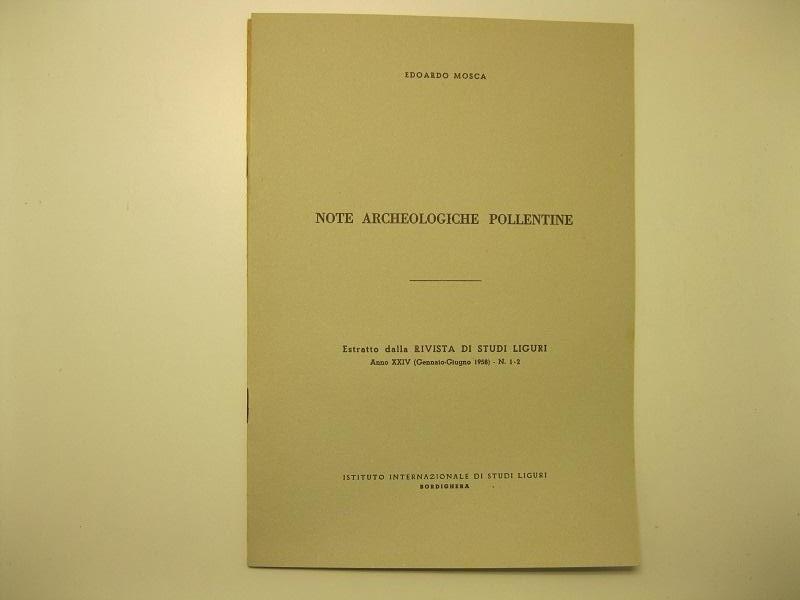 EDOARDO MOSCA
NOTE ARCHEOLOGICHE POLLENTINE
Estratto dalla RIVISTA DI STUDI LIGURI
Anno XXIV (Gennaio-Giugno 1958) - N. 1-2
ISTITUTO INTERNAZIONALE DI STUDI LIGURI
BORDIGHERA